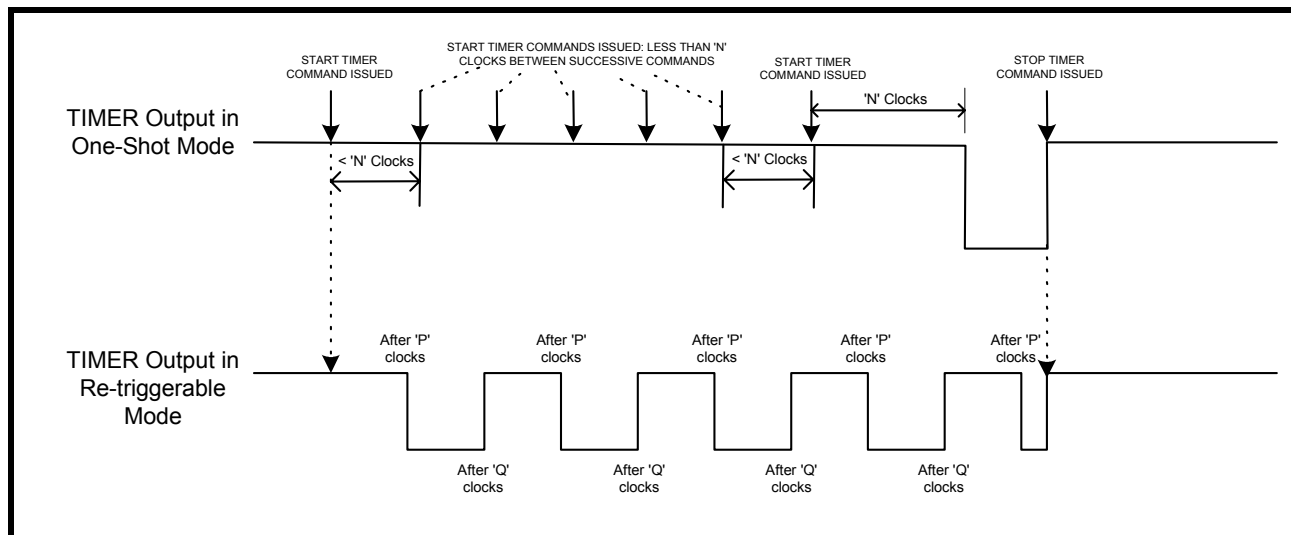 START TIMER
COMMAND ISSUED
START TIMER COMMANDS ISSUED: LESS THAN 'N'
CLOCKS BETWEEN SUCCESSIVE COMMANDS
START TIMER
COMMAND ISSUED
STOP TIMER
COMMAND ISSUED
'N' Clocks
TIMER Output in
One-Shot Mode
< 'N' Clocks
< 'N' Clocks
TIMER Output in
Re-triggerable
Mode
After 'P'
clocks
After 'P'
clocks
After 'P'
clocks
After 'P'
clocks
After 'P'
clocks
After 'Q'
clocks
After 'Q'
clocks
After 'Q'
clocks
After 'Q'
clocks